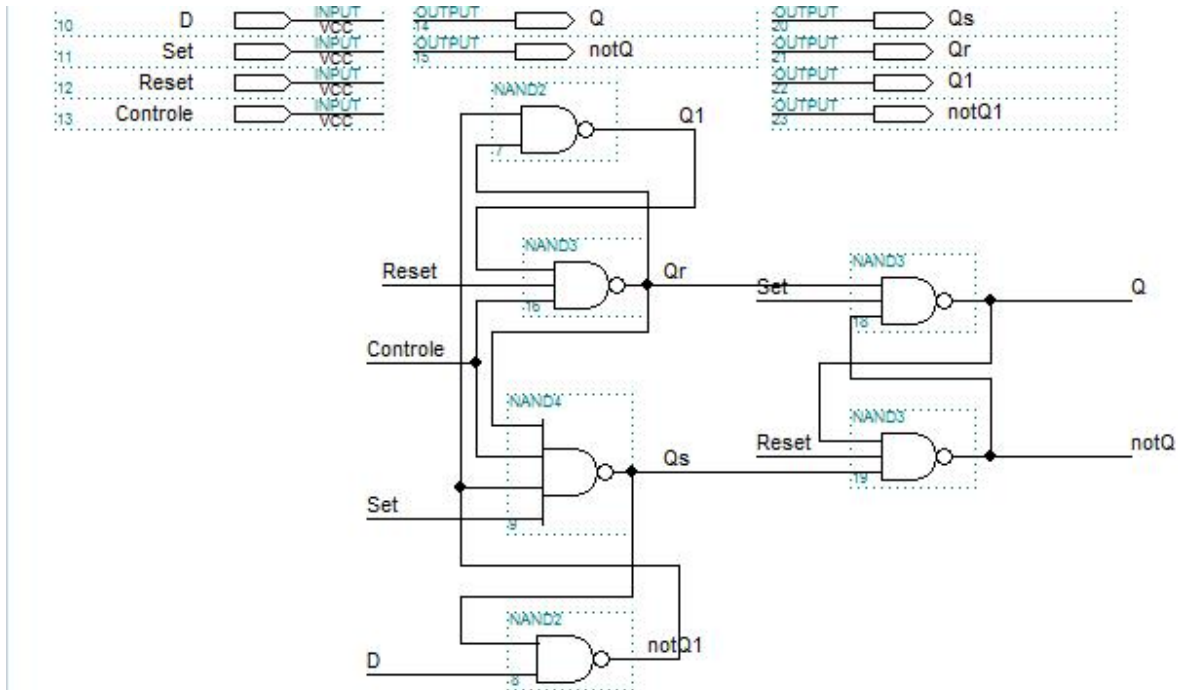 10 D INPUT VCC
11 Set INPUT VCC
12 Reset INPUT VCC
13 Controle INPUT VCC
OUTPUT Q
14
OUTPUT notQ
15
OUTPUT Qs
20
OUTPUT Qr
21
OUTPUT Q1
22
OUTPUT notQ1
23
NAND2
Q1
7
NAND3
Reset
Qr
16
NAND3
Set
Q
18
Controle
NAND4
Qs
Set
9
NAND3
Reset
notQ
19
NAND2
notQ1
D
8